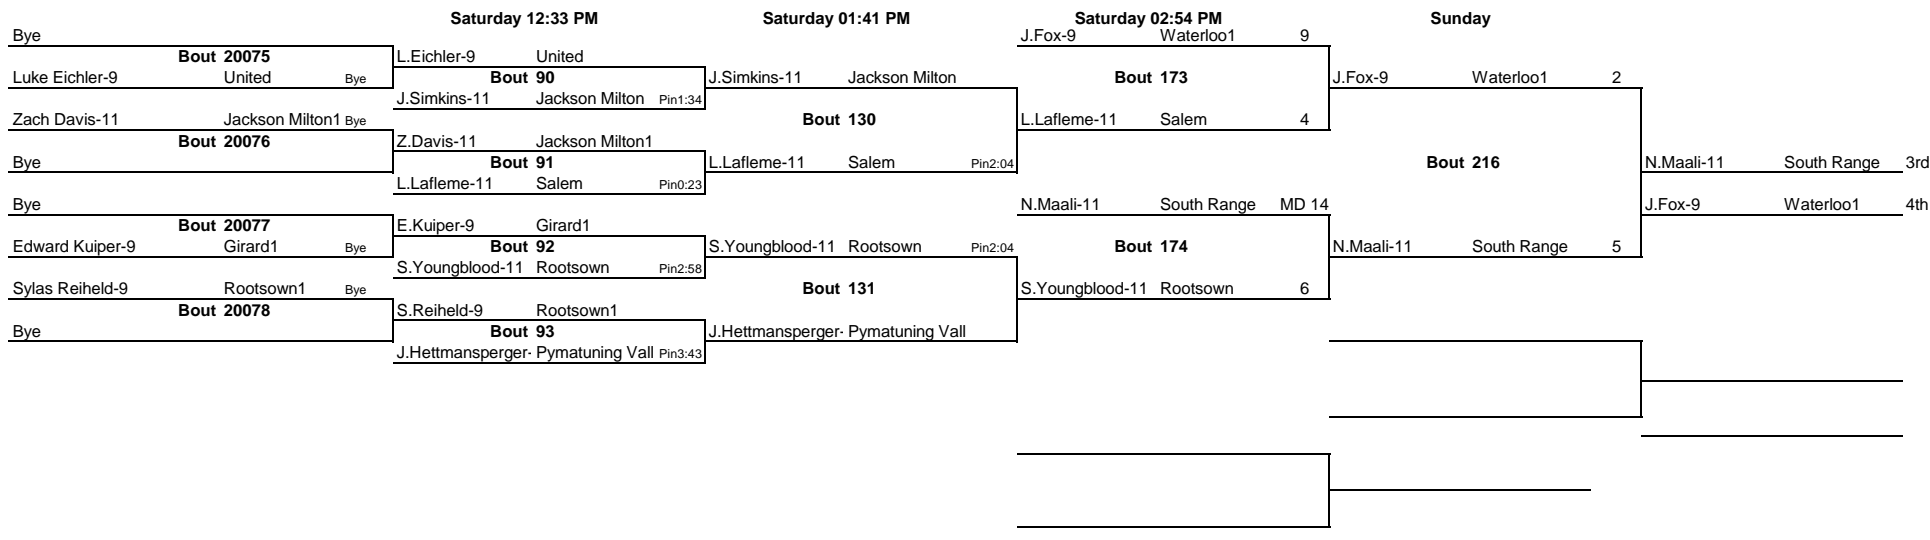 Saturday 12:33 PM Saturday 01:41 PM Saturday 02:54 PM Sunday
Bye J.Fox-9 Waterloo1 9
Bout 20075 L.Eichler-9 United
Luke Eichler-9 United Bye Bout 90 J.Simkins-11 Jackson Milton Bout 173 J.Fox-9 Waterloo1 2
J.Simkins-11 Jackson Milton Pin1:34
Zach Davis-11 Jackson Milton1 Bye Bout 130 L.Lafleme-11 Salem 4
Bout 20076 Z.Davis-11 Jackson Milton1
Bye Bout 91 L.Lafleme-11 Salem Pin2:04 Bout 216 N.Maali-11 South Range 3rd
L.Lafleme-11 Salem Pin0:23
Bye N.Maali-11 South Range MD 14 J.Fox-9 Waterloo1 4th
Bout 20077 E.Kuiper-9 Girard1
Edward Kuiper-9 Girard1 Bye Bout 92 S.Youngblood-11 Rootsown Pin2:04 Bout 174 N.Maali-11 South Range 5
S.Youngblood-11 Rootsown Pin2:58
Sylas Reiheld-9 Rootsown1 Bye Bout 131 S.Youngblood-11 Rootsown 6
Bout 20078 S.Reiheld-9 Rootsown1
Bye Bout 93 J.Hettmansperger- Pymatuning Vall
J.Hettmansperger- Pymatuning Vall Pin3:43